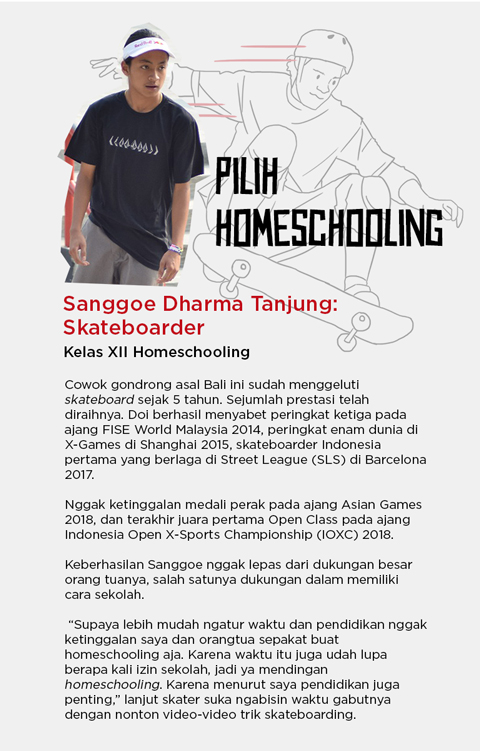 PILIH
HOMESCHOOLING
Sanggoe Dharma Tanjung:
Skateboarder
Kelas XII Homeschooling
Cowok gondrong asal Bali ini sudah menggeluti
skateboard sejak 5 tahun. Sejumlah prestasi telah
diraihnya. Doi berhasil menyabet peringkat ketiga pada
ajang FISE World Malaysia 2014, peringkat enam dunia di
X-Games di Shanghai 2015, skateboarder Indonesia
pertama yang berlaga di Street League (SLS) di Barcelona
2017.
Nggak ketinggalan medali perak pada ajang Asian Games
2018, dan terakhir juara pertama Open Class pada ajang
Indonesia Open X-Sports Championship (IOXC) 2018.
Keberhasilan Sanggoe nggak lepas dari dukungan besar
orang tuanya, salah satunya dukungan dalam memiliki
cara sekolah.
“Supaya lebih mudah ngatur waktu dan pendidikan nggak
ketinggalan saya dan orangtua sepakat buat
homeschooling aja. Karena waktu itu juga udah lupa
berapa kali izin sekolah, jadi ya mendingan
homeschooling. Karena menurut saya pendidikan juga
penting,” lanjut skater suka ngabisin waktu gabutnya
dengan nonton video-video trik skateboarding.